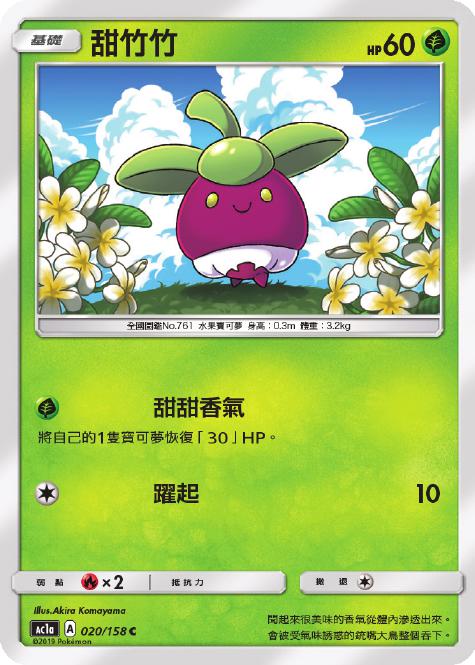 基礎 甜竹竹 HP60
全國圖鑑No.761 水果寶可夢 身高：0.3m 體重：3.2kg
甜甜香氣
將自己的1隻寶可夢恢復「30」HP。
躍起 10
弱點 ×2 抵抗力 撤退
Illus.Akira Komayama
AC1a A 020/158 C
©2019 Pokémon
聞起來很美味的香氣從體內滲透出來。
會被受氣味誘惑的銃嘴大鳥整個吞下。